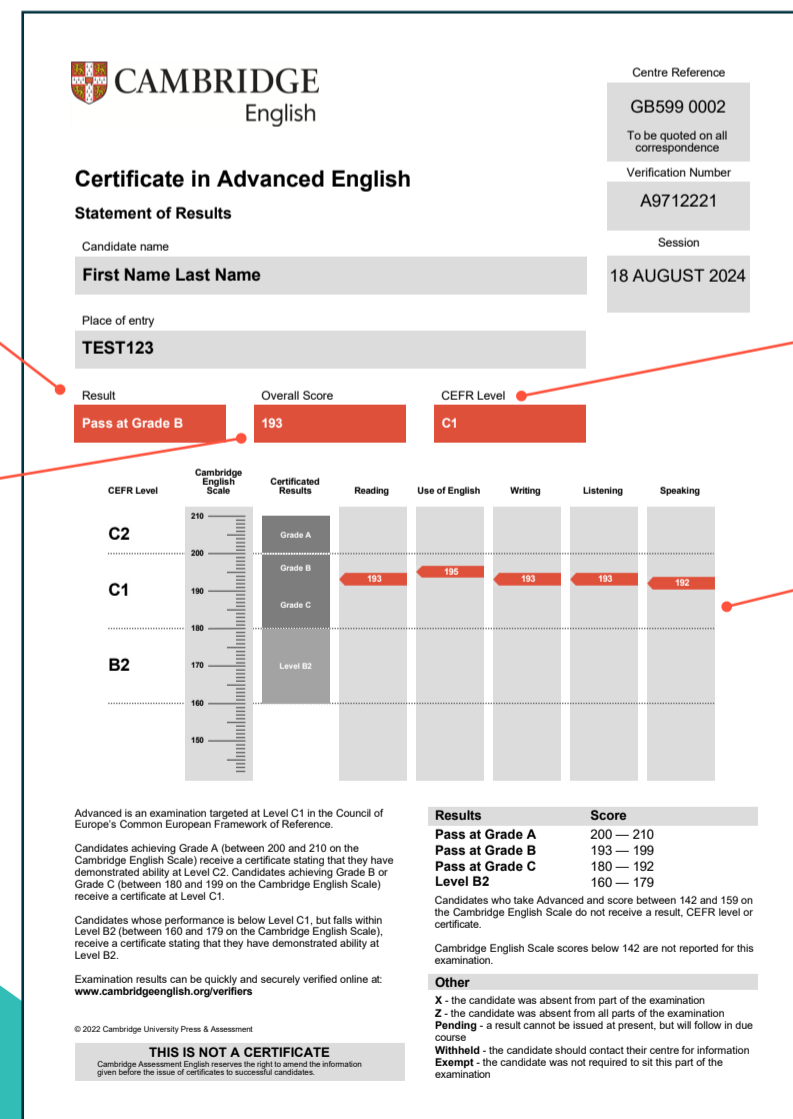 CAMBRIDGE
English
Centre Reference
GB599 0002
To be quoted on all
correspondence
Verification Number
A9712221
Session
18 AUGUST 2024
Certificate in Advanced English
Statement of Results
Candidate name
First Name Last Name
Place of entry
TEST123
Result
Overall Score
CEFR Level
Pass at Grade B
193
C1
CEFR Level
Cambridge
English
Scale
Certificated
Results
Reading
Use of English
Writing
Listening
Speaking
C2
C1
B2
210
200
190
180
170
160
150
Grade A
Grade B
Grade C
Level B2
193
195
193
193
192
Advanced is an examination targeted at Level C1 in the Council of
Europe's Common European Framework of Reference.
Candidates achieving Grade A (between 200 and 210 on the
Cambridge English Scale) receive a certificate stating that they have
demonstrated ability at Level C2. Candidates achieving Grade B or
Grade C (between 180 and 199 on the Cambridge English Scale)
receive a certificate at Level C1.
Candidates whose performance is below Level C1, but falls within
Level B2 (between 160 and 179 on the Cambridge English Scale),
receive a certificate stating that they have demonstrated ability at
Level B2.
Examination results can be quickly and securely verified online at:
www.cambridgeenglish.org/verifiers
© 2022 Cambridge University Press & Assessment
THIS IS NOT A CERTIFICATE
Cambridge Assessment English reserves the right to amend the information
given before the issue of certificates to successful candidates.
Results Score
Pass at Grade A 200 — 210
Pass at Grade B 193 — 199
Pass at Grade C 180 — 192
Level B2 160 — 179
Candidates who take Advanced and score between 142 and 159 on
the Cambridge English Scale do not receive a result, CEFR level or
certificate.
Cambridge English Scale scores below 142 are not reported for this
examination.
Other
X - the candidate was absent from part of the examination
Z - the candidate was absent from all parts of the examination
Pending - a result cannot be issued at present, but will follow in due
course
Withheld - the candidate should contact their centre for information
Exempt - the candidate was not required to sit this part of the
examination